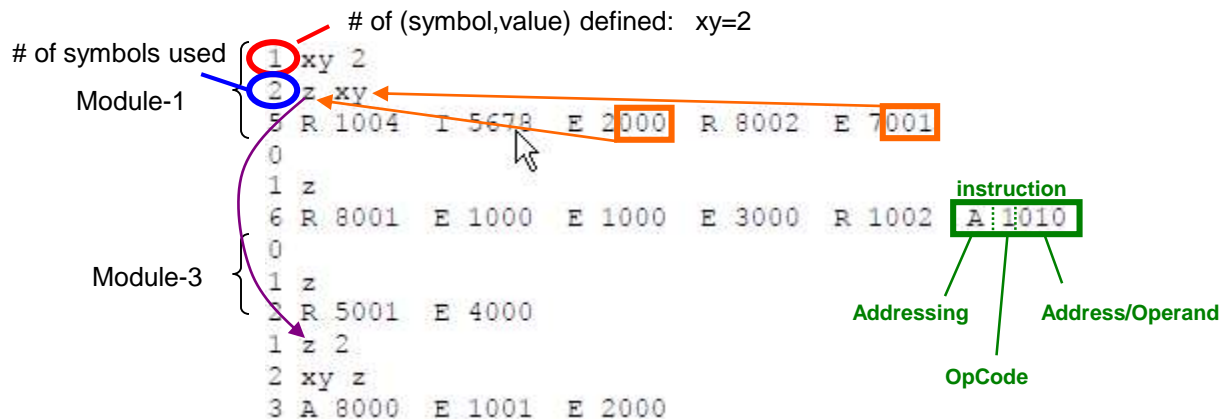 # of (symbol,value) defined: xy=2
# of symbols used
1 xy 2
Module-1
2 z xy
5 R 1004 I 5678 E 2000 R 8002 E 7001
0
1 z
instruction
6 R 8001 E 1000 E 1000 E 3000 R 1002 A 1010
0
Module-3
1 z
2 R 5001 E 4000
Addressing
Address/Operand
1 z 2
OpCode
2 xy z
3 A 8000 E 1001 E 2000